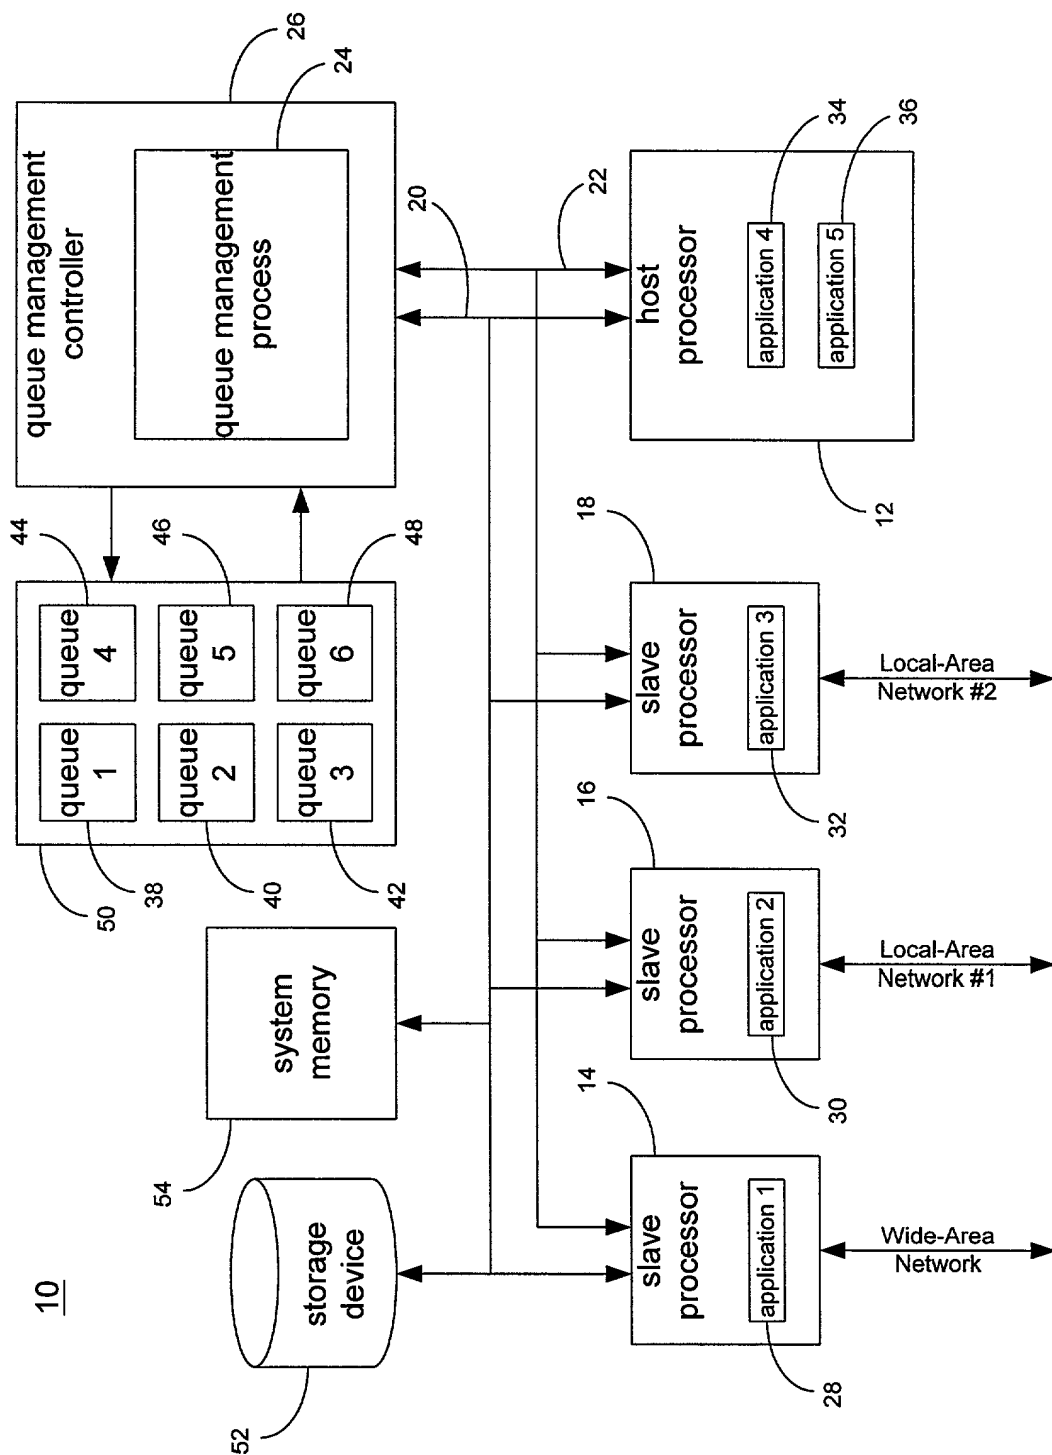 10
52
storage
device
54
system
memory
50
38
40
42
queue
1
queue
2
queue
3
queue
4
queue
5
queue
6
44
46
48
queue management
controller
queue management
process
26
24
20
22
14
slave
processor
application 1
28
Wide-Area
Network
16
slave
processor
application 2
30
Local-Area
Network #1
18
slave
processor
application 3
32
Local-Area
Network #2
host
processor
application 4
application 5
34
36
12